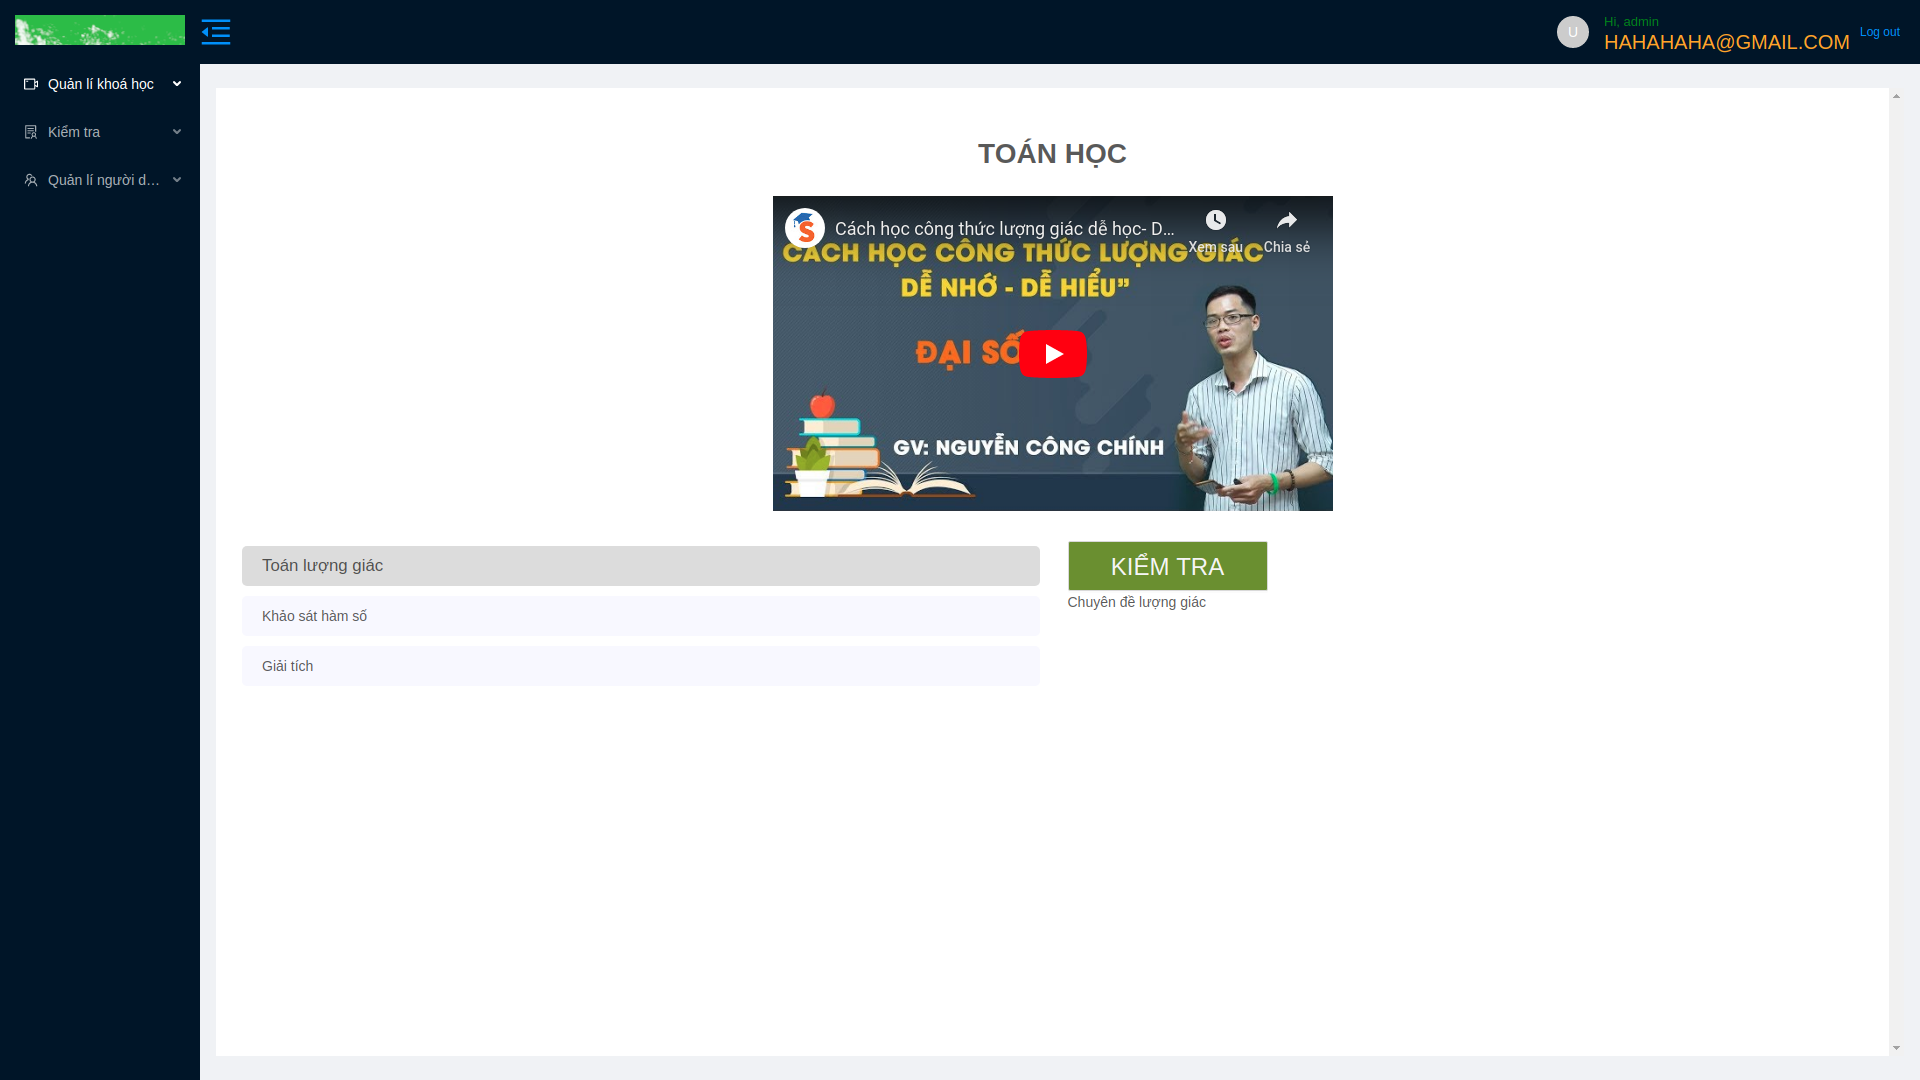 U
Hi, admin
HAHAHAHA@GMAIL.COM
Log out
Quản lí khoá học
Kiểm tra
Quản lí người d...
TOÁN HỌC
Cách học công thức lượng giác dễ học- D...
Xem sau
Chia sẻ
CÁCH HỌC CÔNG THỨC LƯỢNG GIÁC
DỄ NHỚ - DỄ HIỂU”
ĐẠI SỐ
GV: NGUYỄN CÔNG CHÍNH
Toán lượng giác
KIỂM TRA
Chuyên đề lượng giác
Khảo sát hàm số
Giải tích